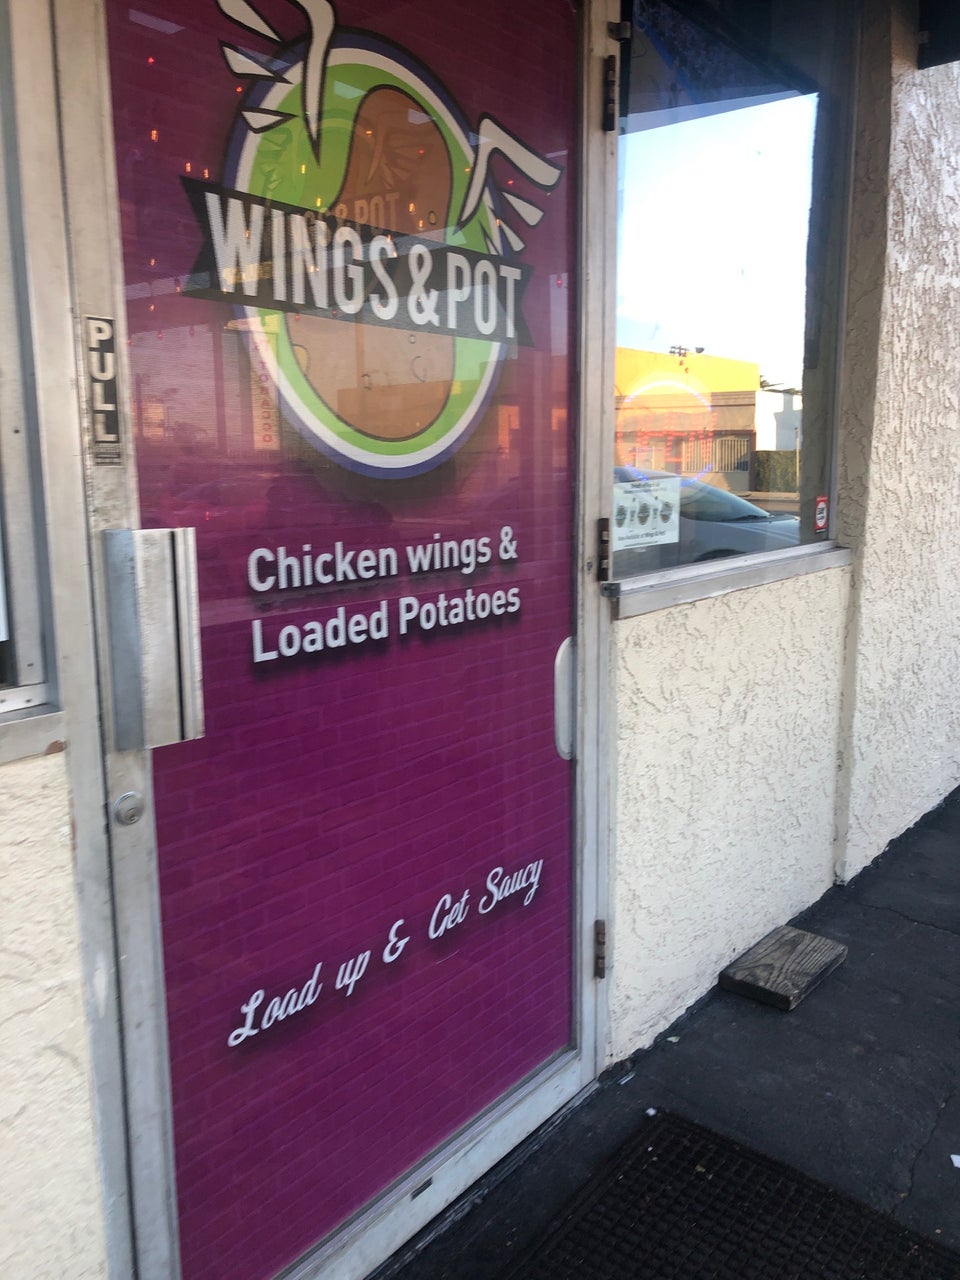 WINGS & POT
PULL
Chicken wings &
Loaded Potatoes
Load up & Get Saucy